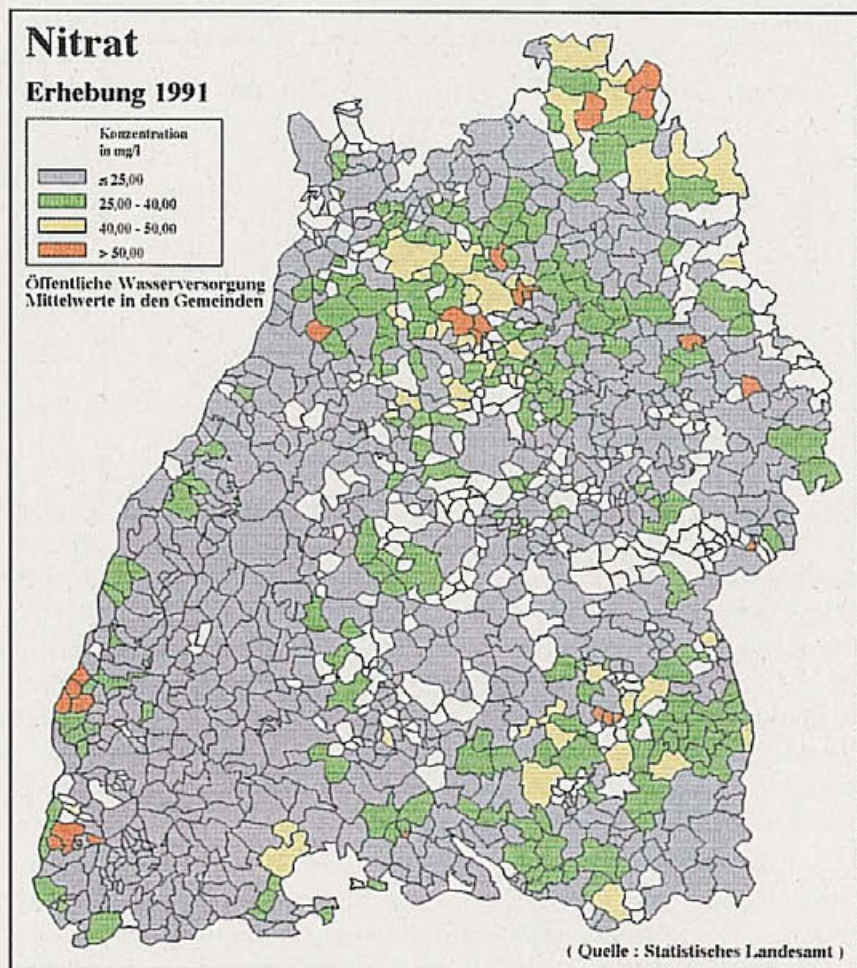 Nitrat
Erhebung 1991
Konzentration
in mg/l
≤ 25,00
25,00 - 40,00
40,00 - 50,00
> 50,00
Öffentliche Wasserversorgung
Mittelwerte in den Gemeinden
( Quelle : Statistisches Landesamt )